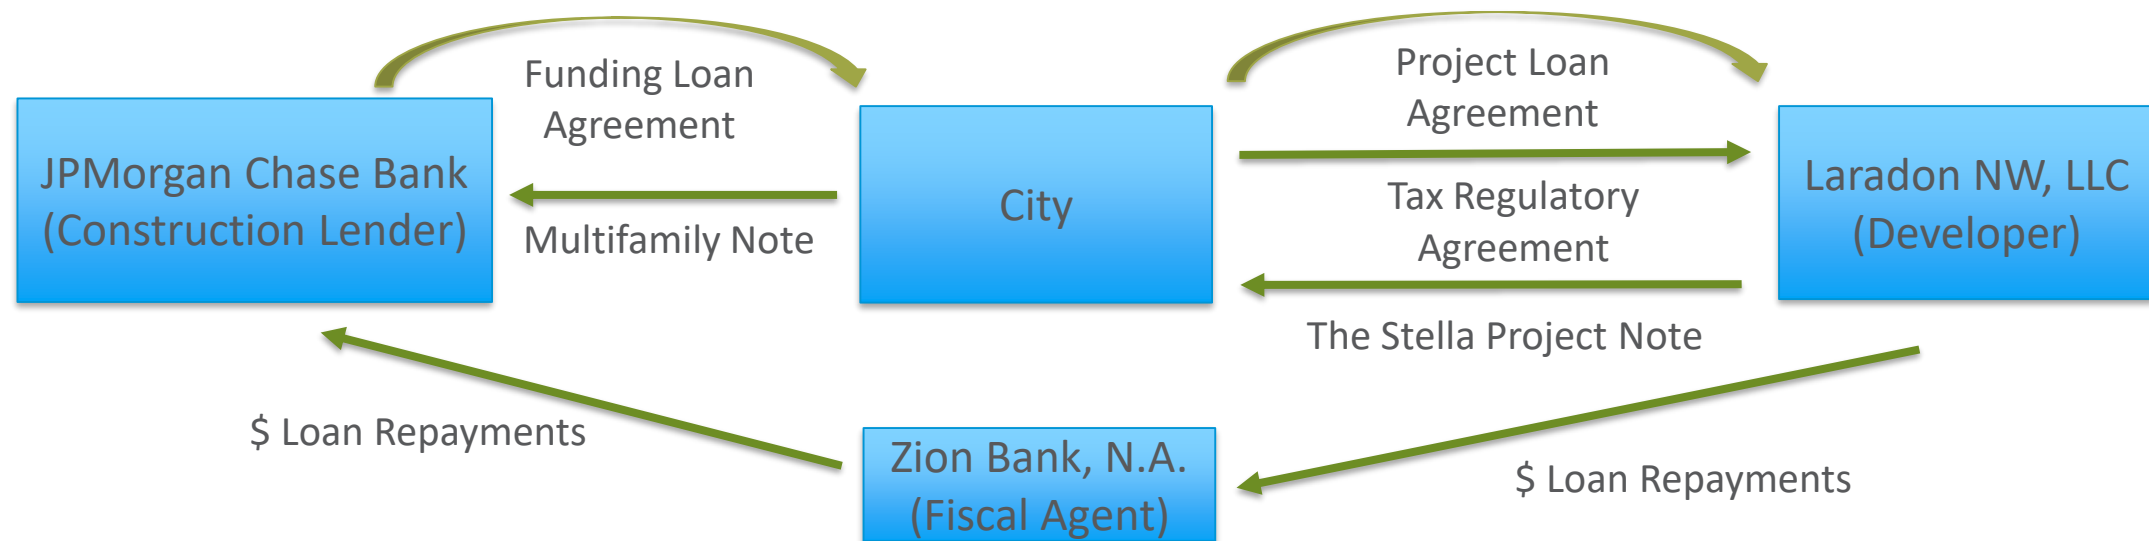 Funding Loan
Agreement
Project Loan
Agreement
JPMorgan Chase Bank
(Construction Lender)
City
Laradon NW, LLC
(Developer)
Multifamily Note
Tax Regulatory
Agreement
The Stella Project Note
$ Loan Repayments
Zion Bank, N.A.
(Fiscal Agent)
$ Loan Repayments